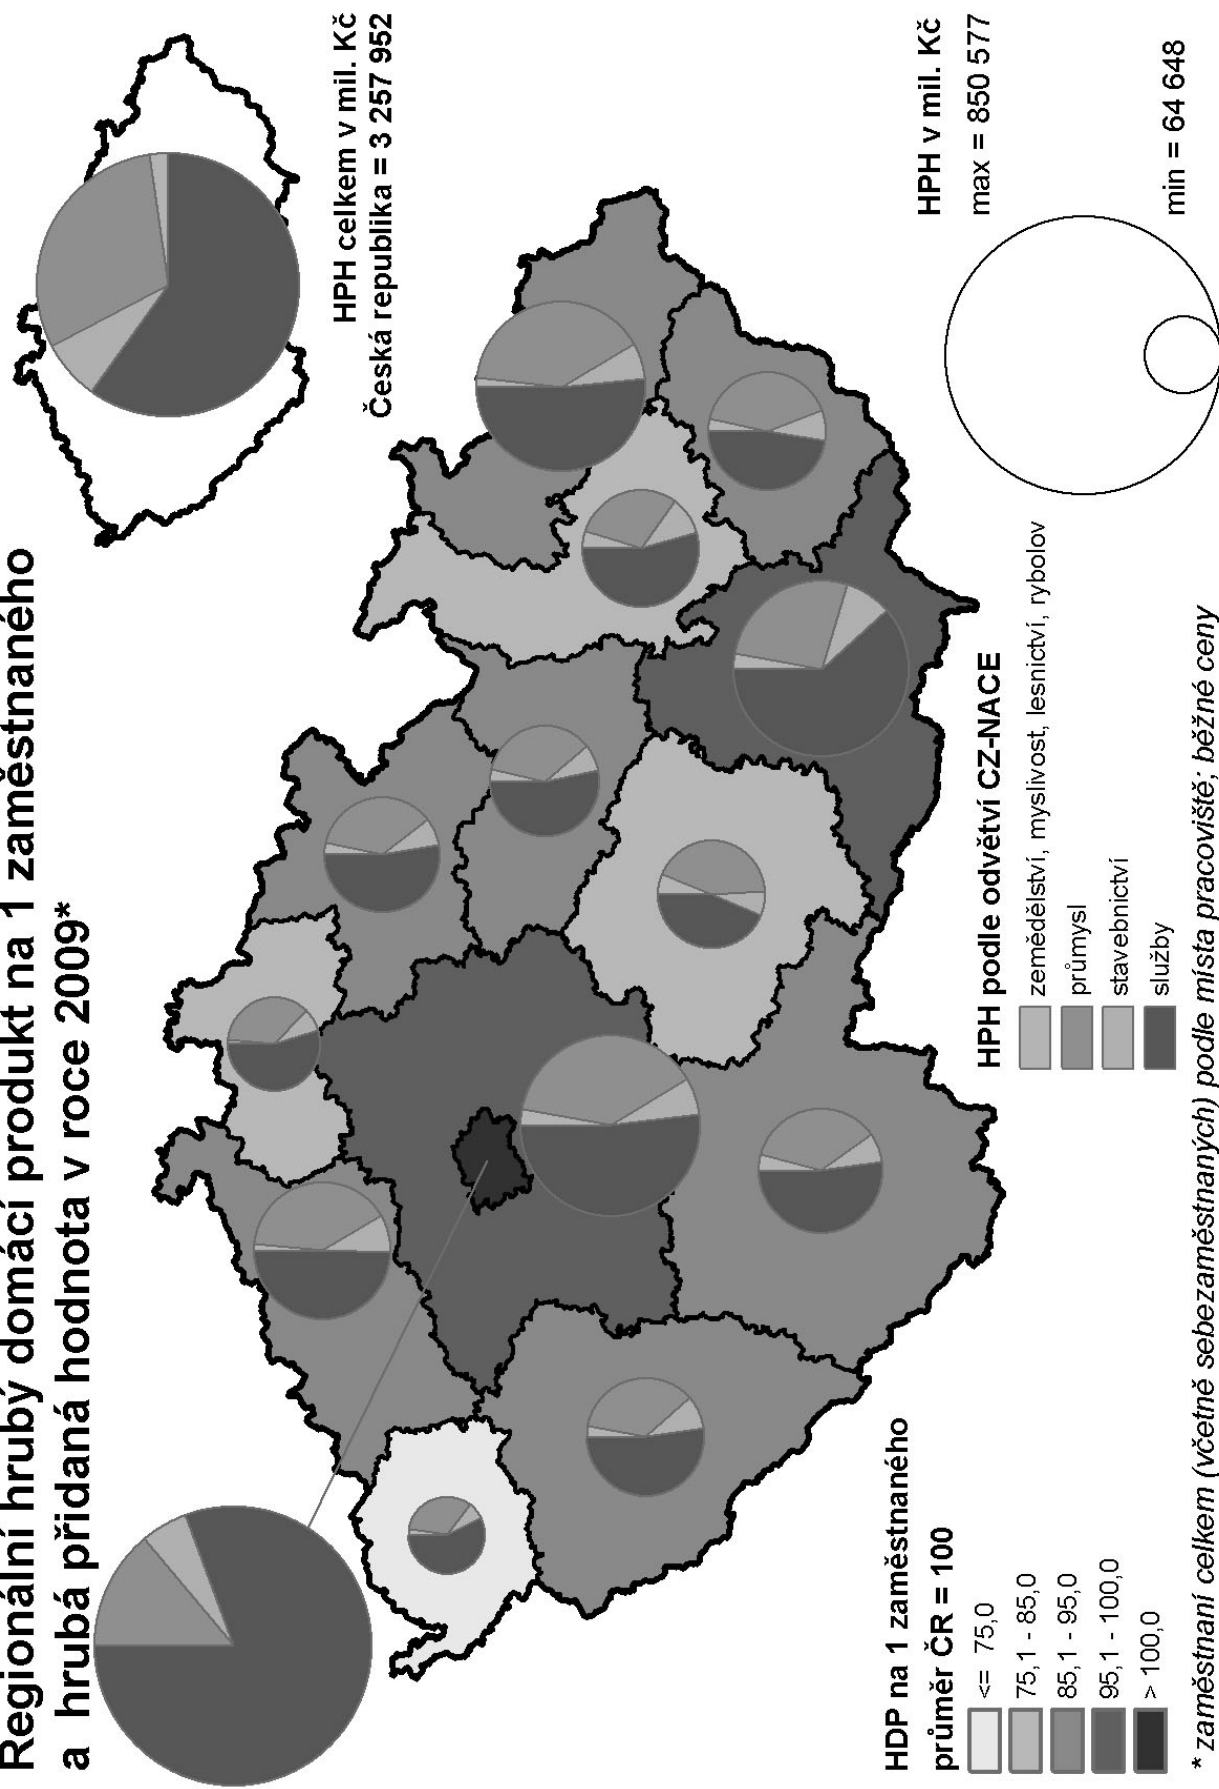 Regionální hrubý domácí produkt na 1 zaměstnaného
a hrubá přidaná hodnota v roce 2009*
HPH celkem v mil. Kč
Česká republika = 3 257 952
HDP na 1 zaměstnaného
průměr ČR = 100
<= 75,0
75,1 - 85,0
85,1 - 95,0
95,1 - 100,0
> 100,0
HPH podle odvětví CZ-NACE
zemědělství, myslivost, lesnictví, rybolov
průmysl
stavebnictví
služby
HPH v mil. Kč
max = 850 577
min = 64 648
* zaměstnaní celkem (včetně sebezaměstnaných) podle místa pracoviště; běžné ceny